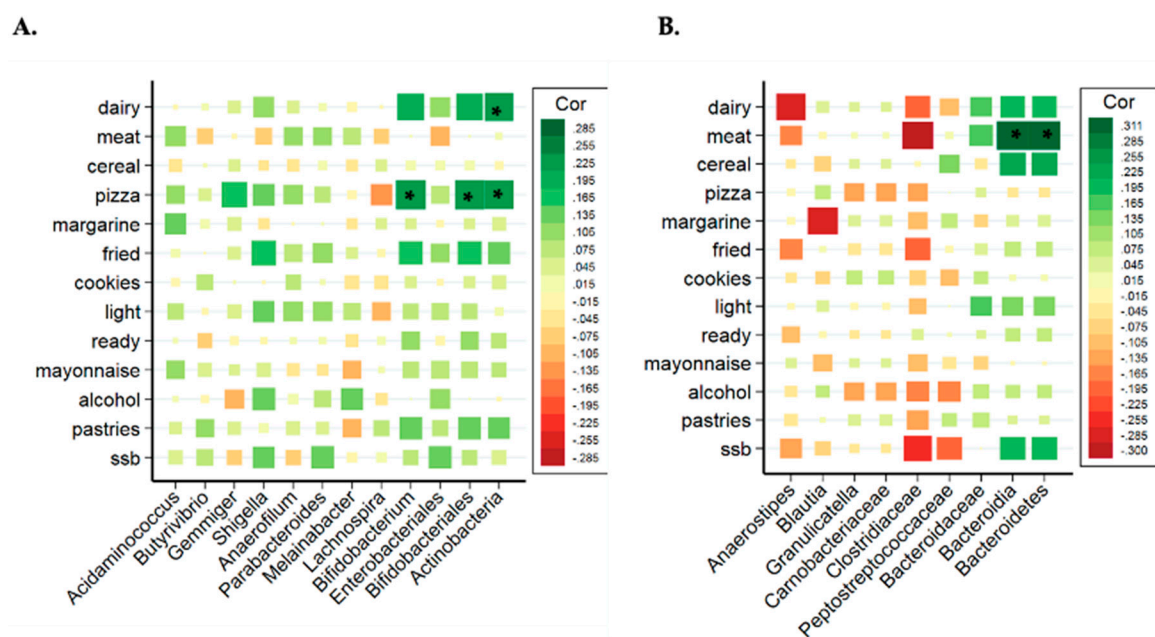 A.
dairy
meat
cereal
pizza
margarine
fried
cookies
light
ready
mayonnaise
alcohol
pastries
ssb
Acidaminococcus
Butyrivibrio
Gemmiger
Shigella
Anaerofilum
Parabacteroides
Melainabacter
Lachnospira
Bifidobacterium
Enterobacteriales
Bifidobacteriales
Actinobacteria
*
*
*
*
Cor
.285
.255
.225
.195
.165
.135
.105
.075
.045
.015
-.015
-.045
-.075
-.105
-.135
-.165
-.195
-.225
-.255
-.285
B.
dairy
meat
cereal
pizza
margarine
fried
cookies
light
ready
mayonnaise
alcohol
pastries
ssb
Anaerostipes
Blautia
Granulicatella
Carnobacteriaceae
Clostridiaceae
Peptostreptococcaceae
Bacteroidaceae
Bacteroidia
Bacteroidetes
* *
Cor
.311
.285
.255
.225
.195
.165
.135
.105
.075
.045
.015
-.015
-.045
-.075
-.105
-.135
-.165
-.195
-.225
-.255
-.285
-.300